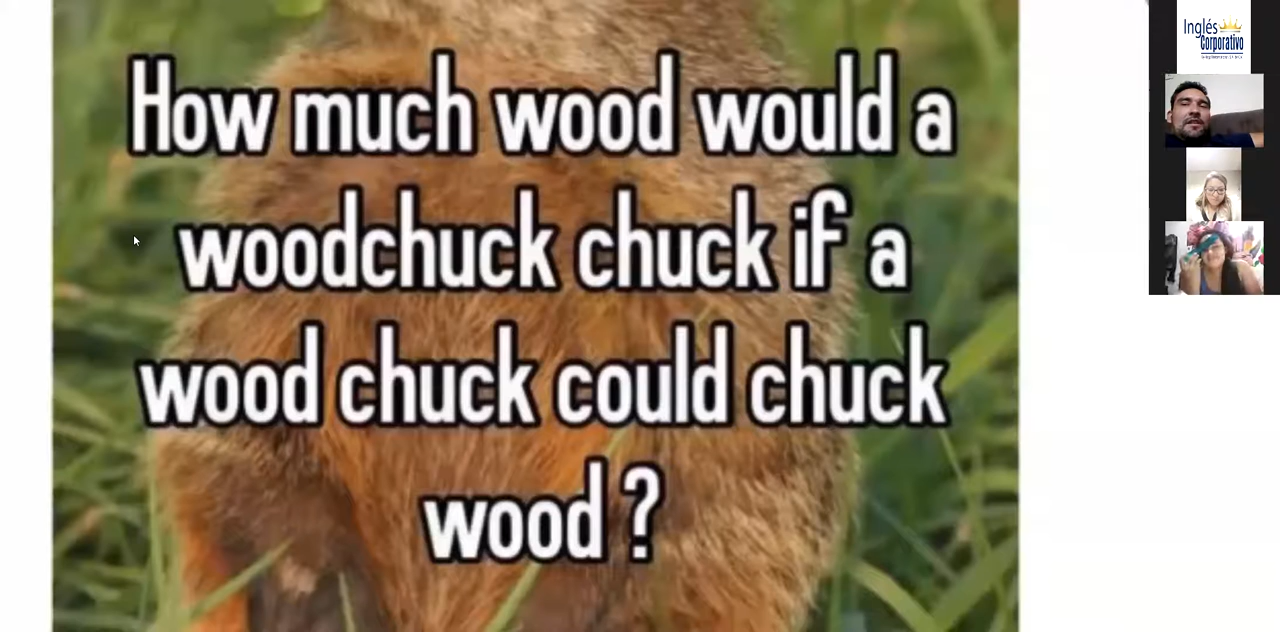 How much wood would a
woodchuck chuck if a
wood chuck could chuck
wood ?
Inglés
Corporativo